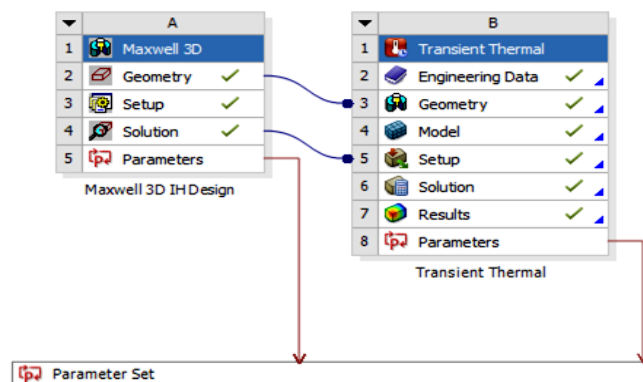 A
1 Maxwell 3D
2 Geometry
3 Setup
4 Solution
5 Parameters
Maxwell 3D IH Design
B
1 Transient Thermal
2 Engineering Data
3 Geometry
4 Model
5 Setup
6 Solution
7 Results
8 Parameters
Transient Thermal
Parameter Set